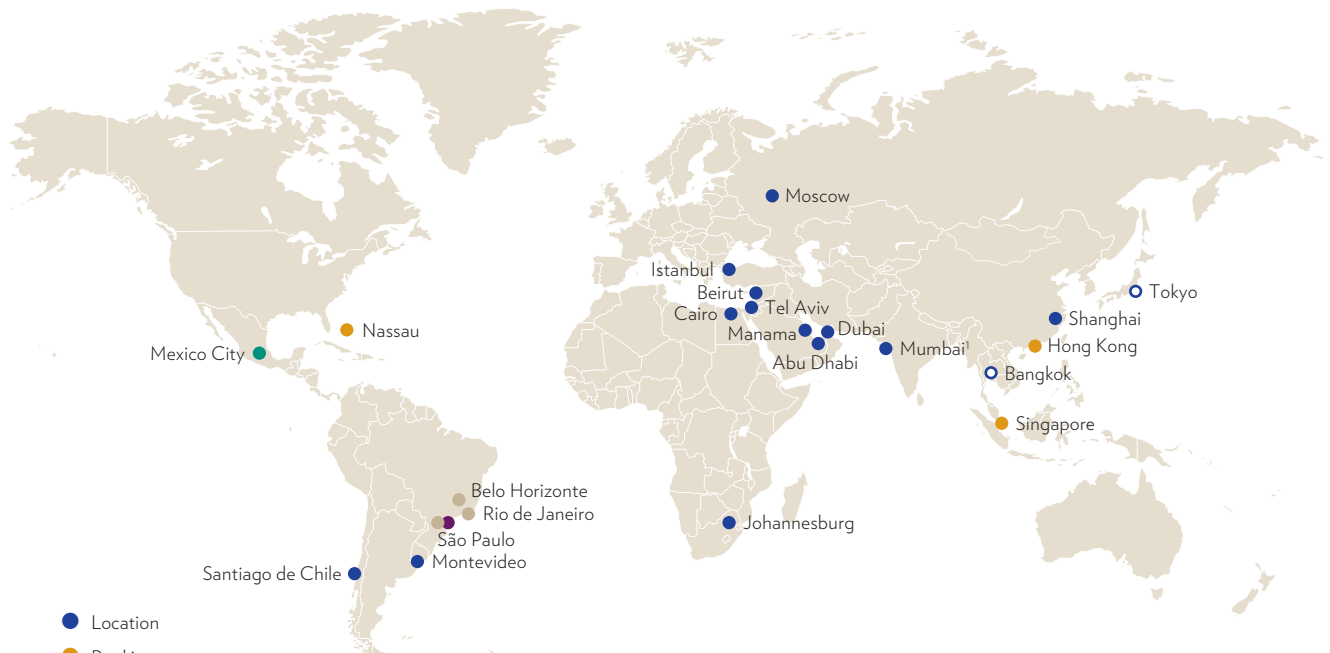 Moscow
Istanbul
Beirut
Tokyo
Tel Aviv
Cairo
Shanghai
Nassau
Manama
Dubai
Hong Kong
Mumbai¹
Mexico City
Abu Dhabi
Bangkok
Singapore
Belo Horizonte
Rio de Janeiro
Johannesburg
São Paulo
Montevideo
Santiago de Chile
Location